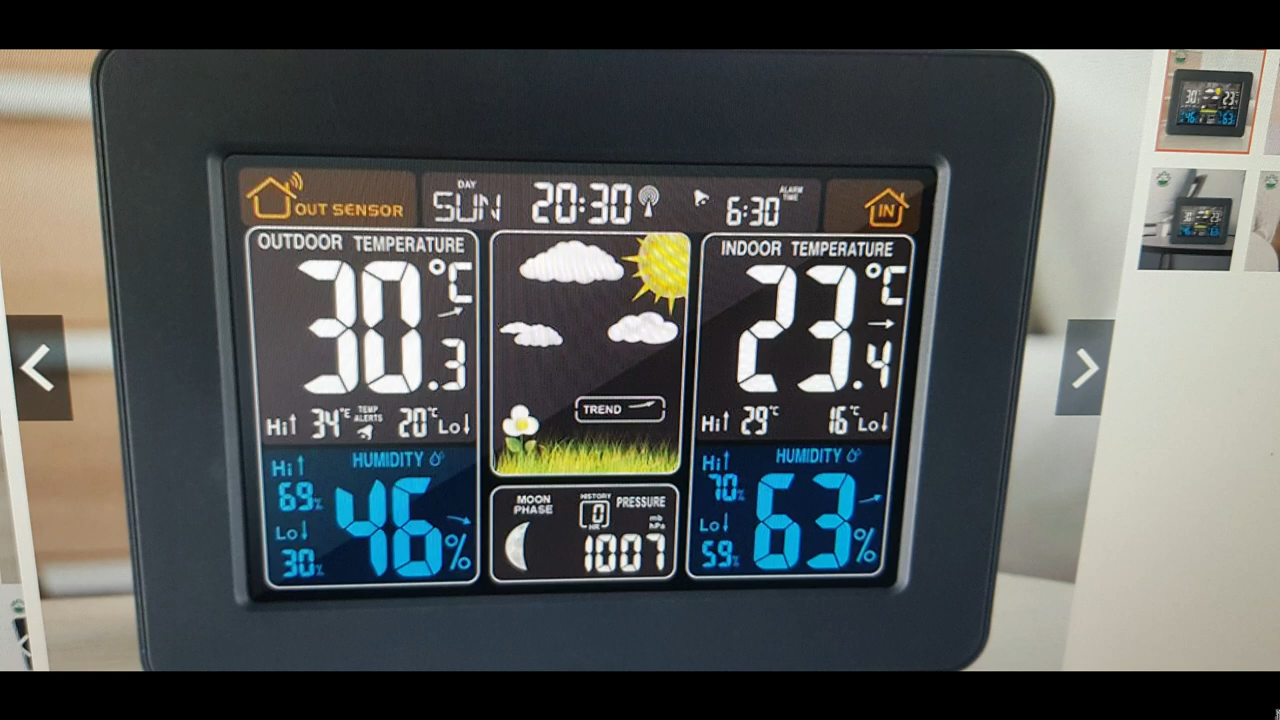 OUT SENSOR
DAY
SUN 20:30
6:30 ALARM TIME
IN
OUTDOOR TEMPERATURE
30.3 °C
Hi 34 TEMP ALERTS 20 °C Lo
HUMIDITY
Hi 69%
Lo 30%
46%
TREND
MOON PHASE
HISTORY 0 HR
PRESSURE
mb
hPa
1007
INDOOR TEMPERATURE
23.4 °C
Hi 29 °C 16 °C Lo
HUMIDITY
Hi 70%
Lo 59%
63%